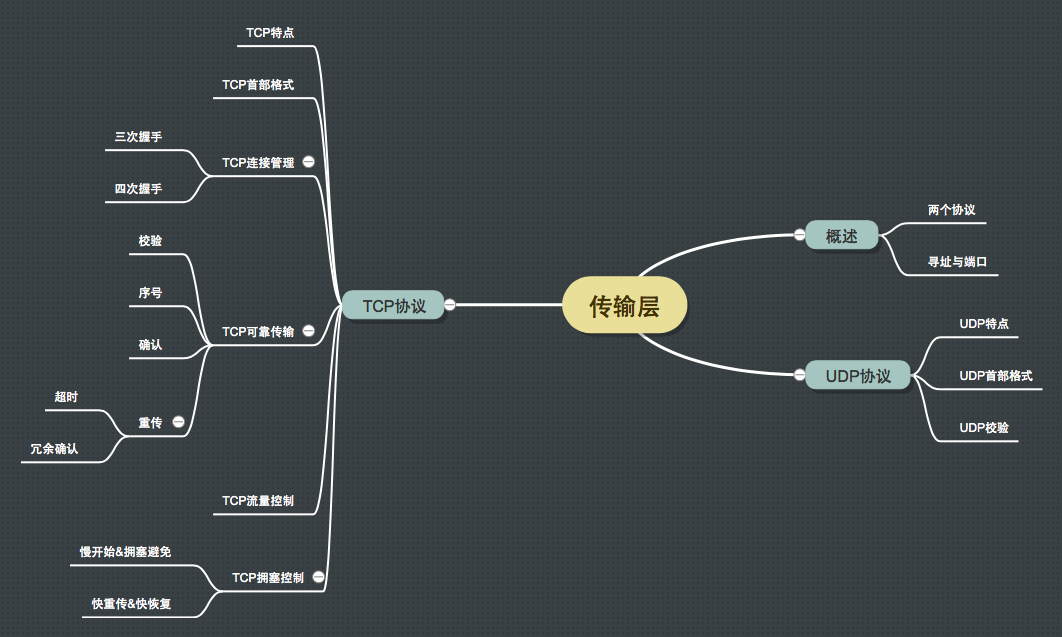 传输层
概述
两个协议
寻址与端口
UDP协议
UDP特点
UDP首部格式
UDP校验
TCP协议
TCP特点
TCP首部格式
TCP连接管理
三次握手
四次握手
TCP可靠传输
校验
序号
确认
重传
超时
冗余确认
TCP流量控制
TCP拥塞控制
慢开始&拥塞避免
快重传&快恢复